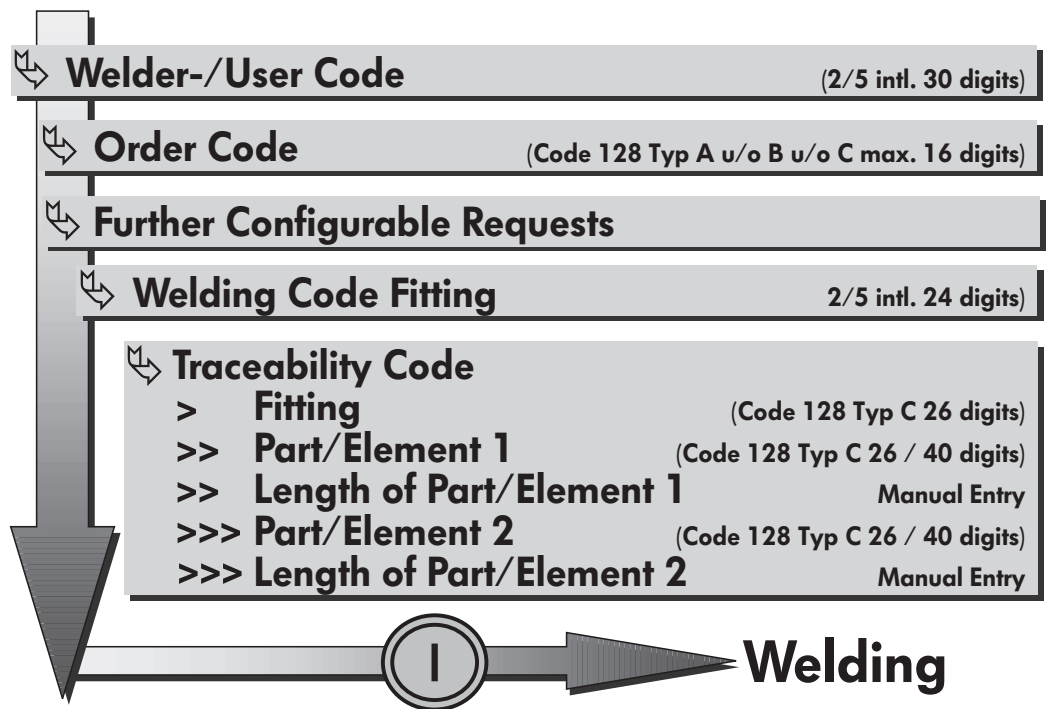 Welder-/User Code (2/5 intl. 30 digits)
Order Code (Code 128 Typ A u/o B u/o C max. 16 digits)
Further Configurable Requests
Welding Code Fitting 2/5 intl. 24 digits)
Traceability Code
> Fitting (Code 128 Typ C 26 digits)
>> Part/Element 1 (Code 128 Typ C 26 / 40 digits)
>> Length of Part/Element 1 Manual Entry
>>> Part/Element 2 (Code 128 Typ C 26 / 40 digits)
>>> Length of Part/Element 2 Manual Entry
I Welding